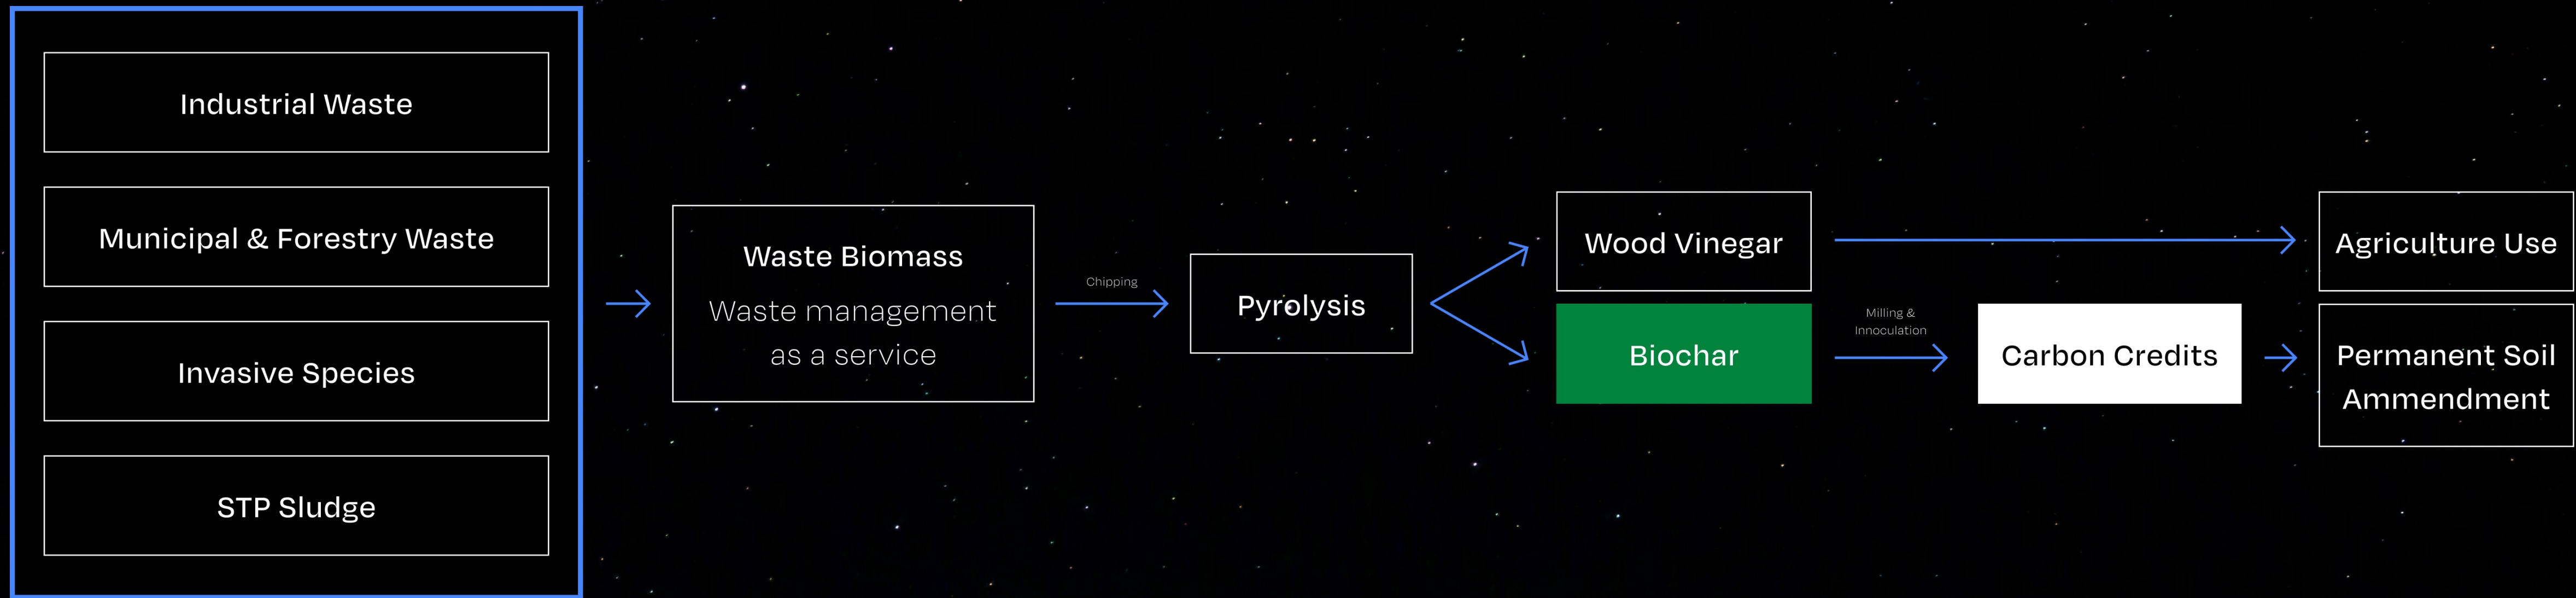 Industrial Waste
Municipal & Forestry Waste
Invasive Species
STP Sludge
Waste Biomass
Waste management
as a service
Chipping
Pyrolysis
Wood Vinegar
Biochar
Milling &
Innoculation
Carbon Credits
Agriculture Use
Permanent Soil
Ammendment